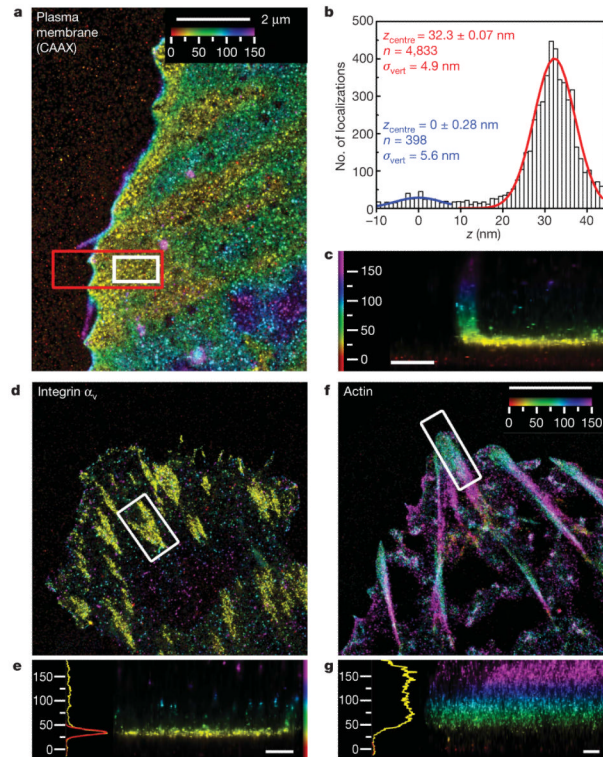 a
Plasma
membrane
(CAAX)
2 μm
0 50 100 150
b
No. of localizations
500
400
300
200
100
0
z_centre = 32.3 ± 0.07 nm
n = 4,833
σ_vert = 4.9 nm
z_centre = 0 ± 0.28 nm
n = 398
σ_vert = 5.6 nm
−10 0 10 20 30 40
z (nm)
c
150
100
50
0
d Integrin αv
f Actin
0 50 100 150
e
150
100
50
0
g
150
100
50
0